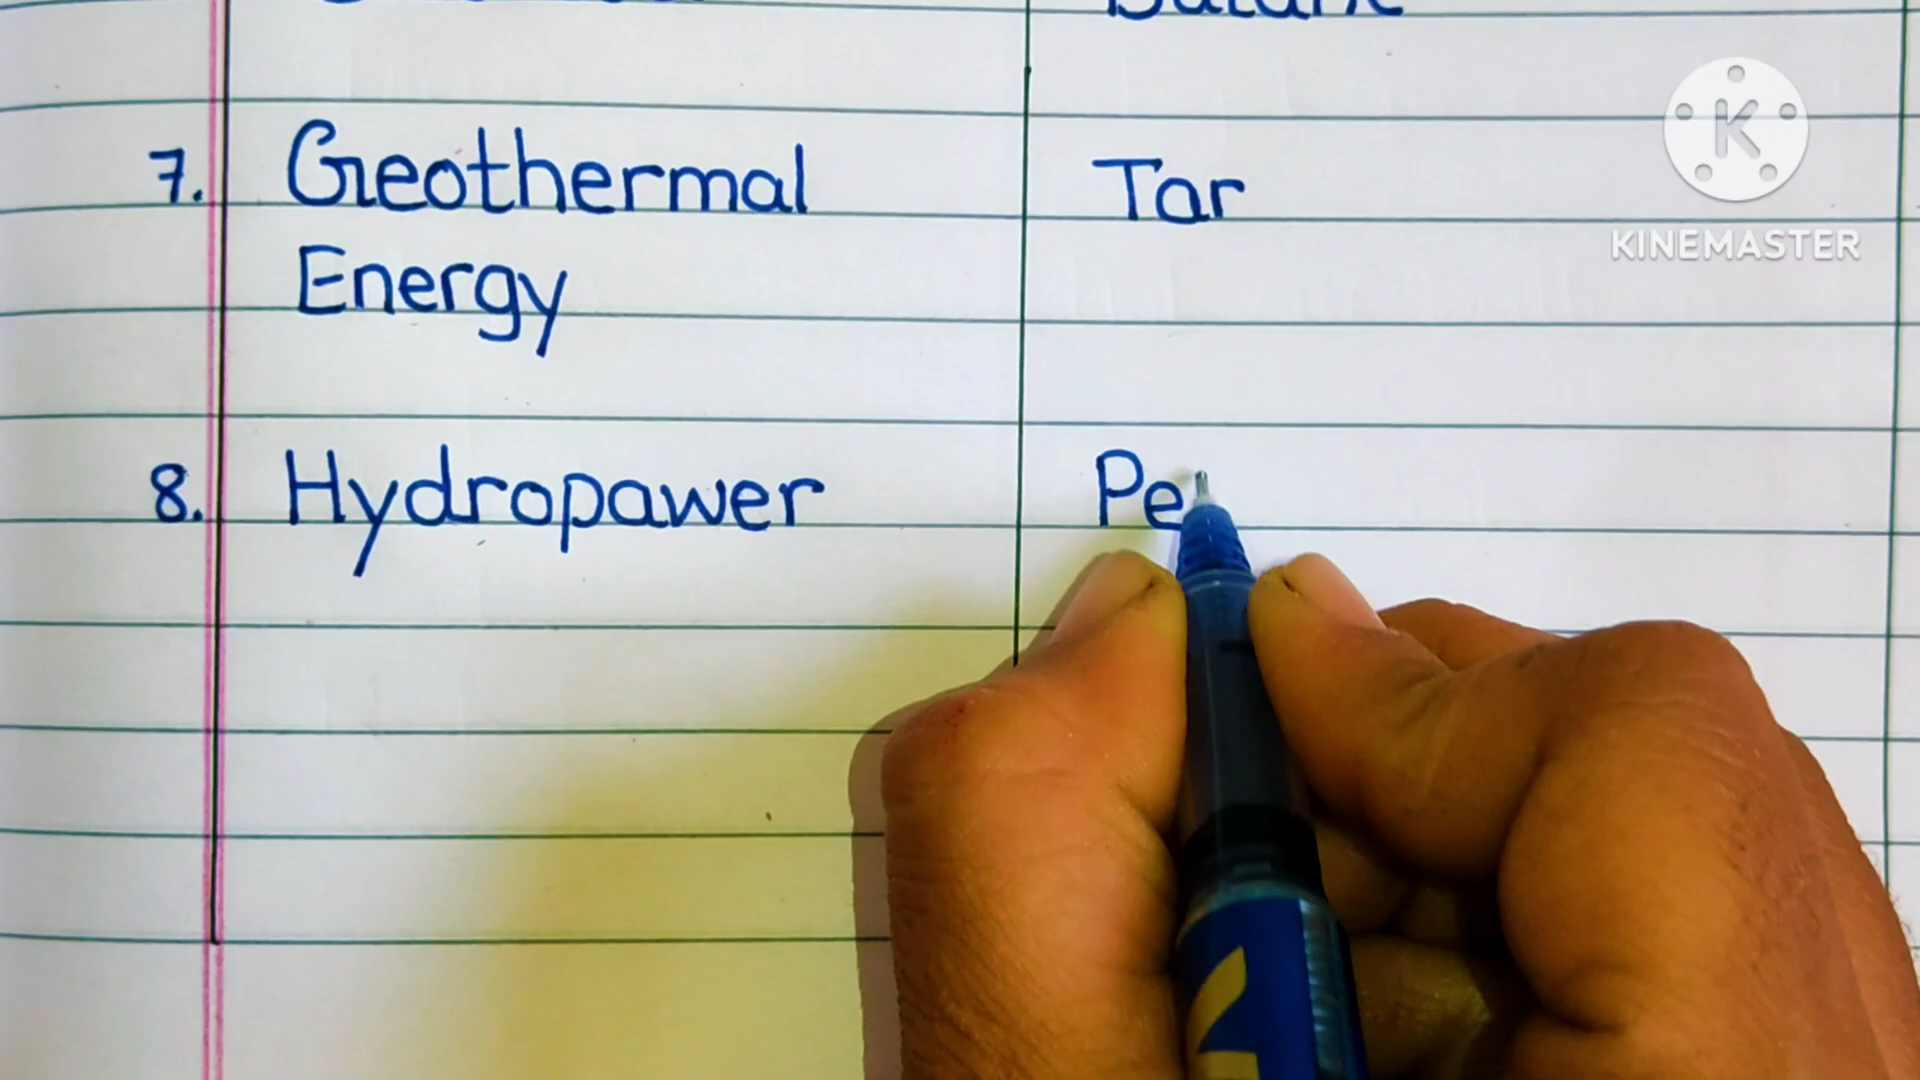 7. Geothermal Tar
Energy
8. Hydropawer Pe
K
KINEMASTER